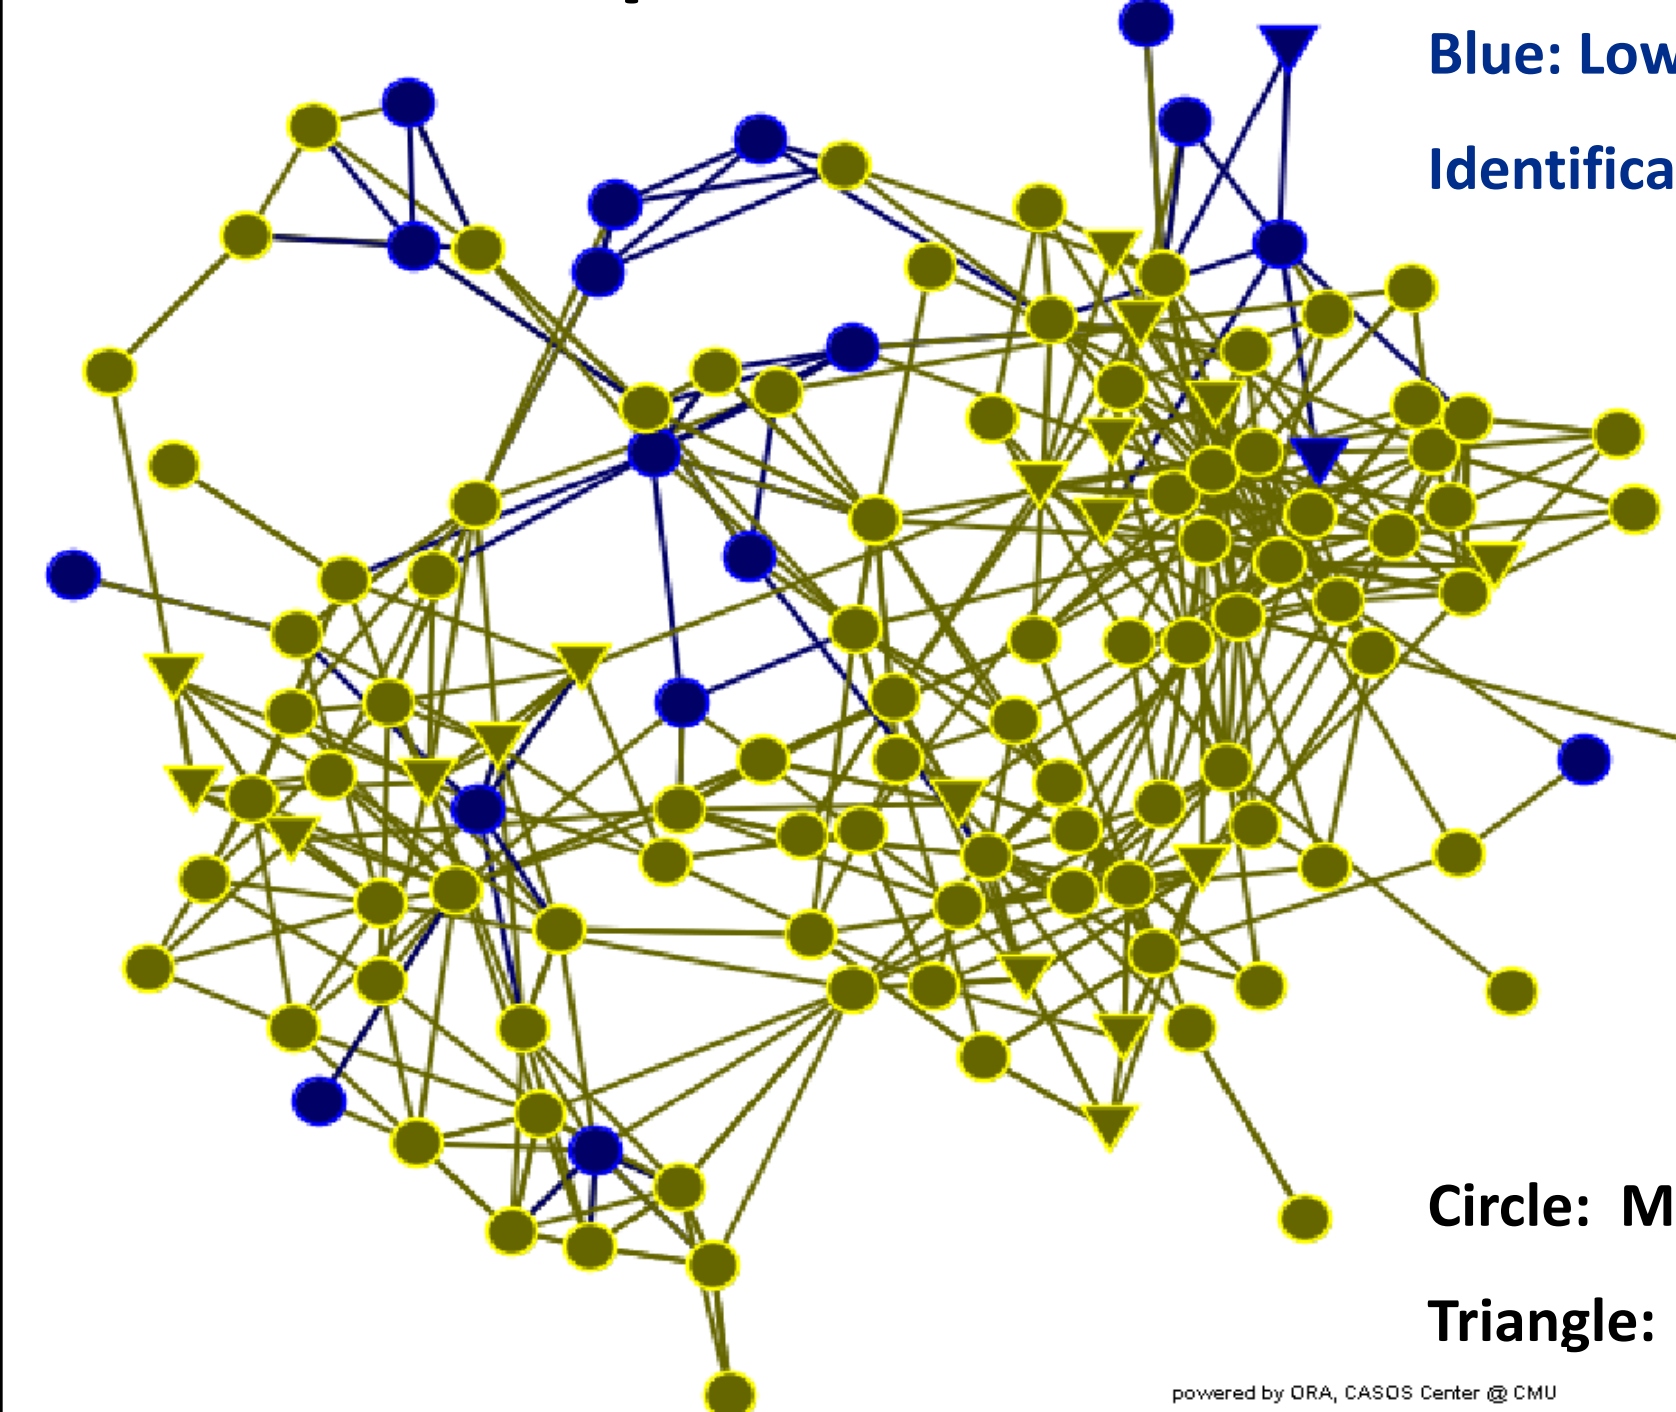 Blue: Low
Identifica
Circle: M
Triangle:
powered by ORA, CASOS Center @ CMU